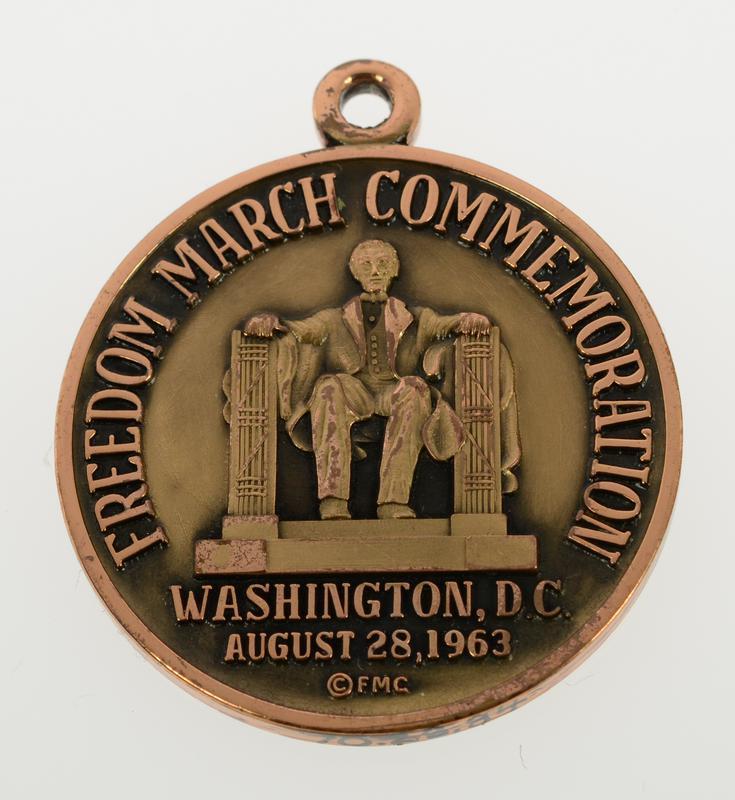 FREEDOM MARCH COMMEMORATION
WASHINGTON, D.C.
AUGUST 28, 1963
© FMC